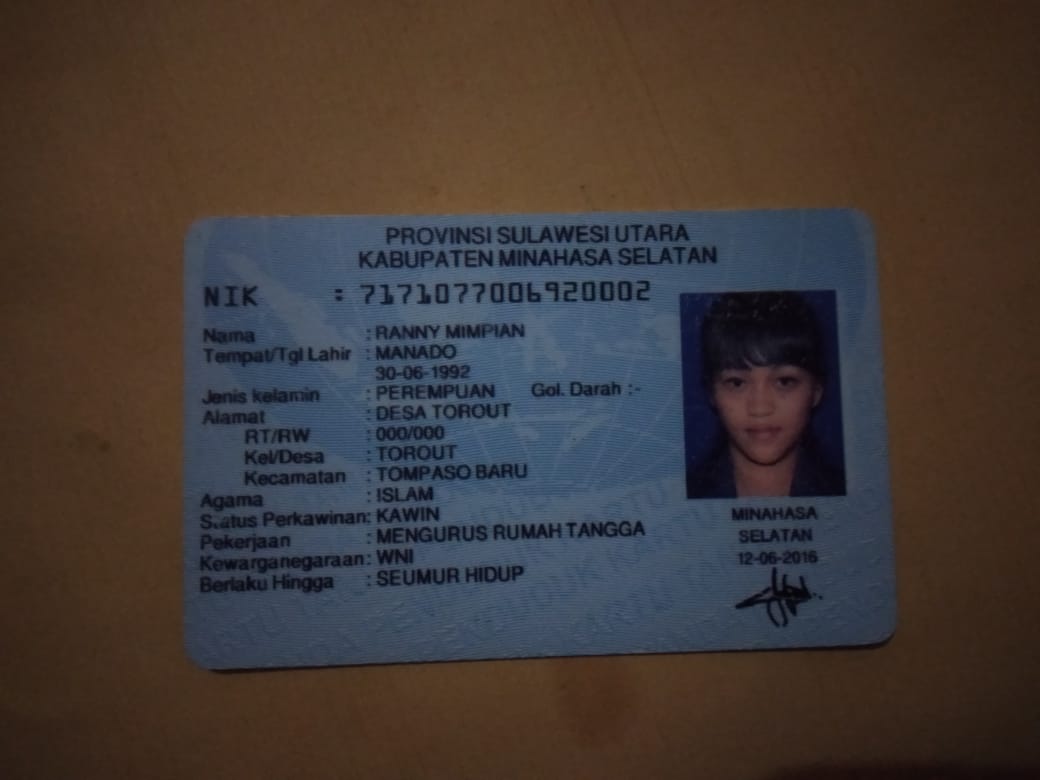 PROVINSI SULAWESI UTARA
KABUPATEN MINAHASA SELATAN
NIK : 7171077006920002
Nama : RANNY MIMPIAN
Tempat/Tgl Lahir : MANADO
30-06-1992
Jenis kelamin : PEREMPUAN Gol. Darah :-
Alamat : DESA TOROUT
RT/RW : 000/000
Kel/Desa : TOROUT
Kecamatan : TOMPASO BARU
Agama : ISLAM
Status Perkawinan: KAWIN
Pekerjaan : MENGURUS RUMAH TANGGA
Kewarganegaraan: WNI
Berlaku Hingga : SEUMUR HIDUP
MINAHASA
SELATAN
12-06-2016